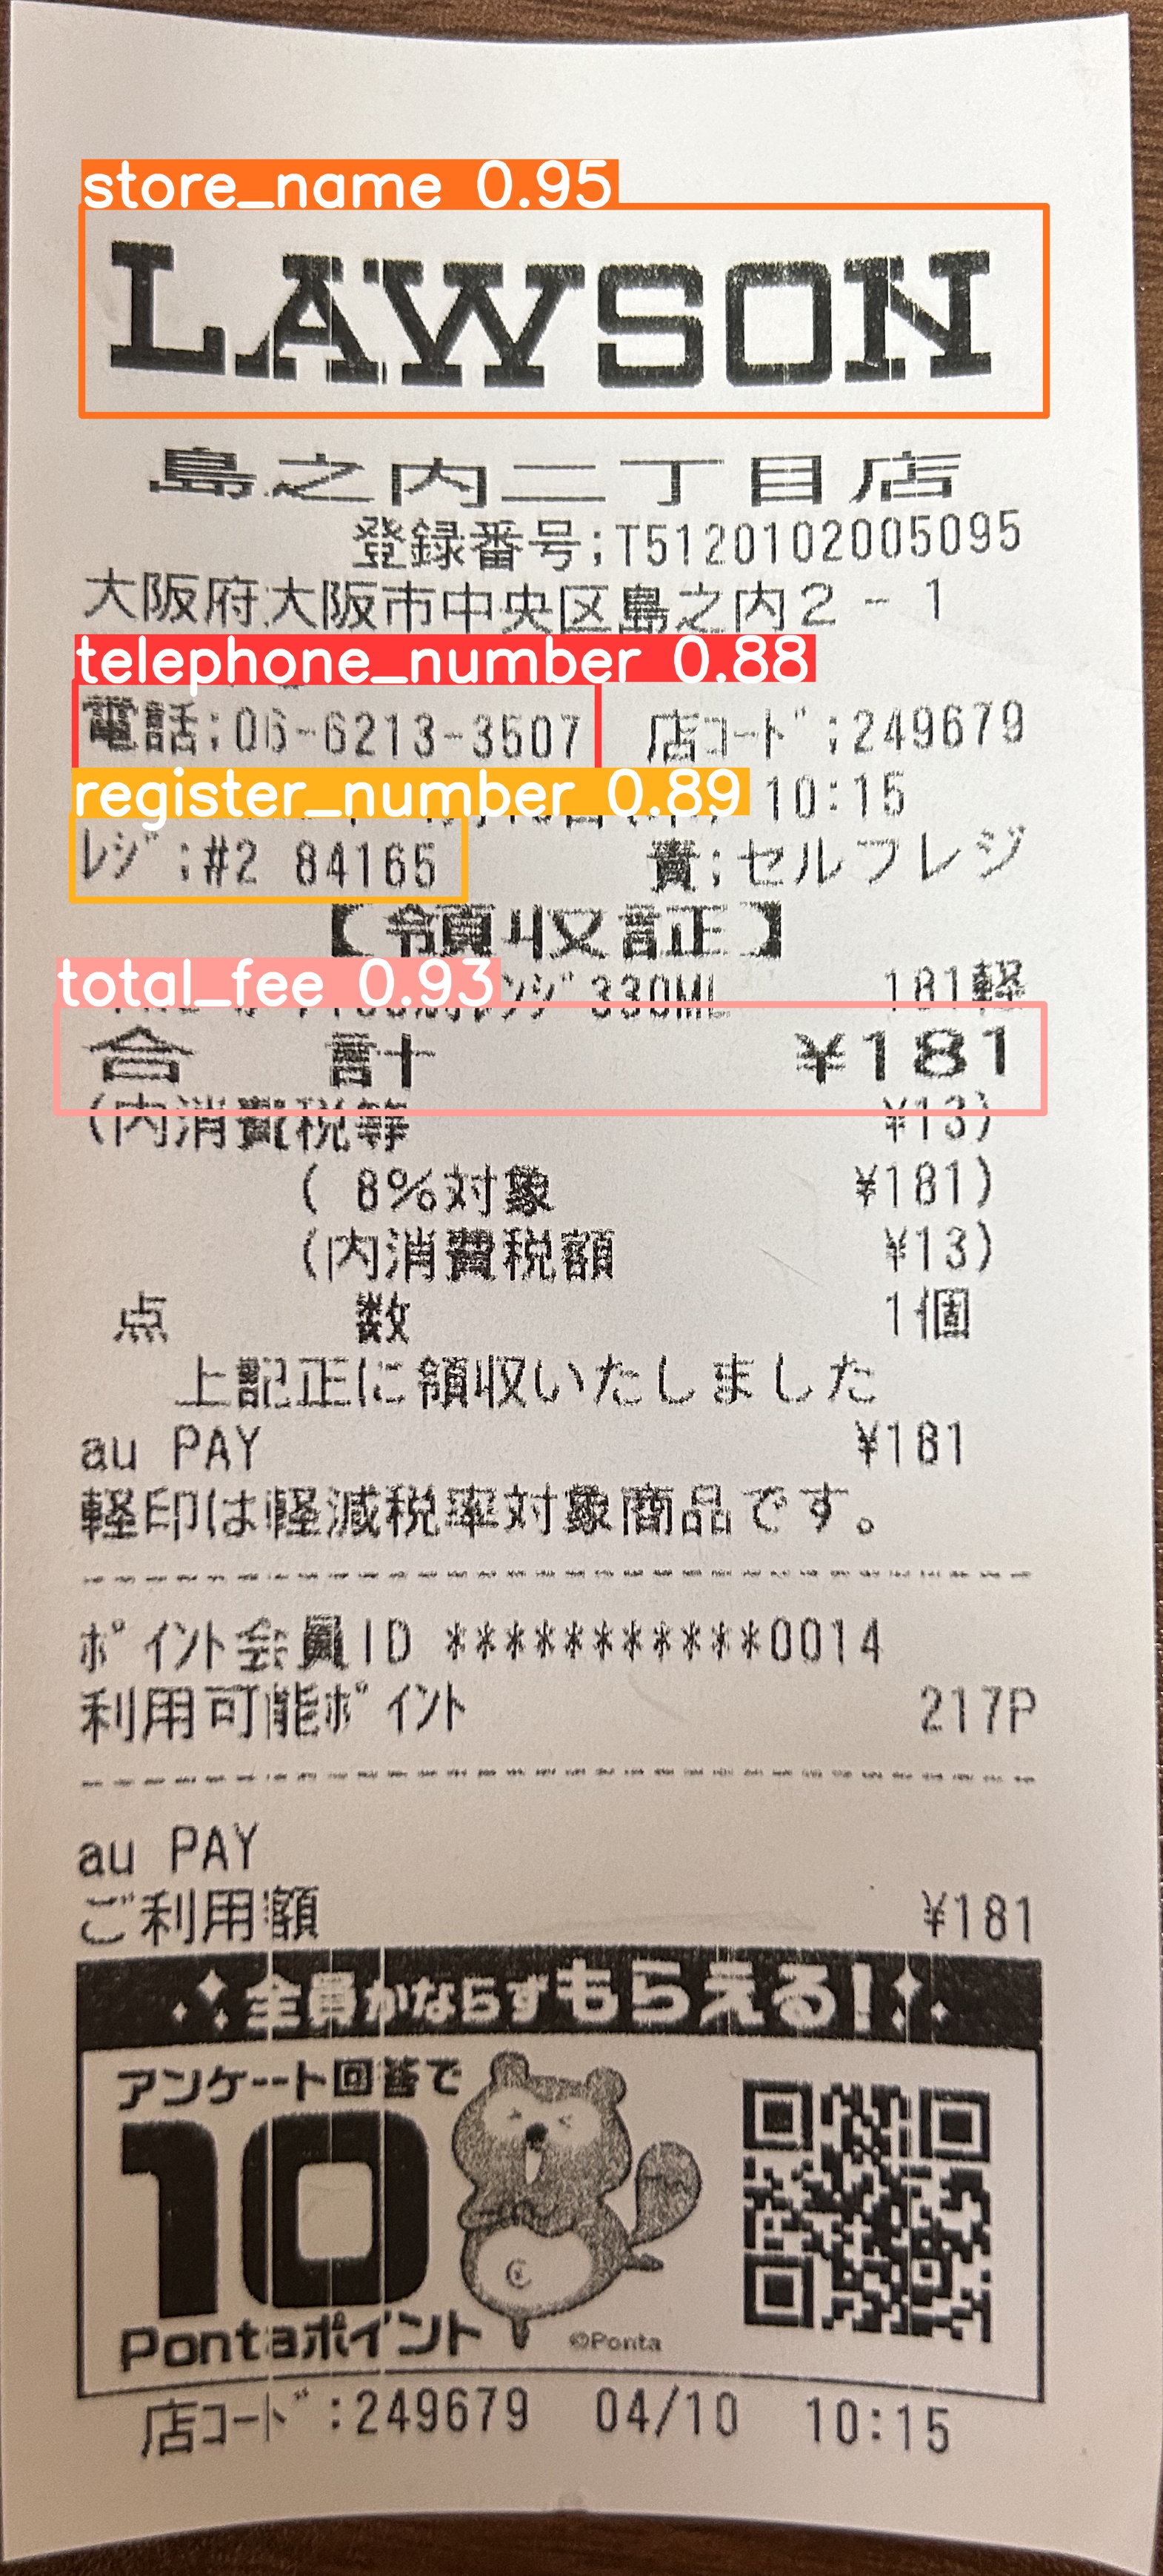 store_name 0.95
LAWSON
島之内二丁目店
登録番号;T5120102005095
大阪府大阪市中央区島之内2-1
telephone_number 0.88
電話;06-6213-3507 店コード;249679
register_number 0.89 10:15
レジ;#2 84165 責;セルフレジ
【領収証】
total_fee 0.93 330ML 181軽
合 計 ¥181
(内消費税等 ¥13)
( 8%対象 ¥181)
(内消費税額 ¥13)
点 数 1個
上記正に領収いたしました
au PAY ¥181
軽印は軽減税率対象商品です。
ポイント会員ID ***********0014
利用可能ポイント 217P
au PAY
ご利用額 ¥181
全員かならずもらえる!
アンケート回答で
10
Pontaポイント
©Ponta
店コード:249679 04/10 10:15